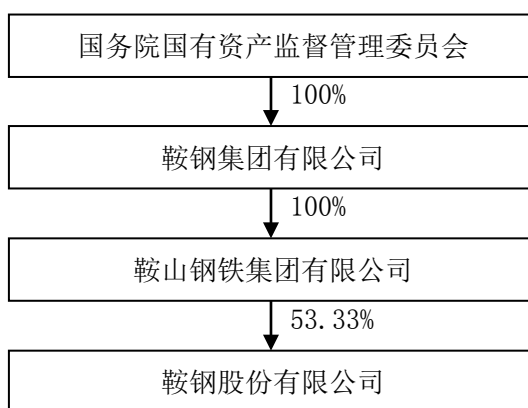 国务院国有资产监督管理委员会
100%
鞍钢集团有限公司
100%
鞍山钢铁集团有限公司
53.33%
鞍钢股份有限公司